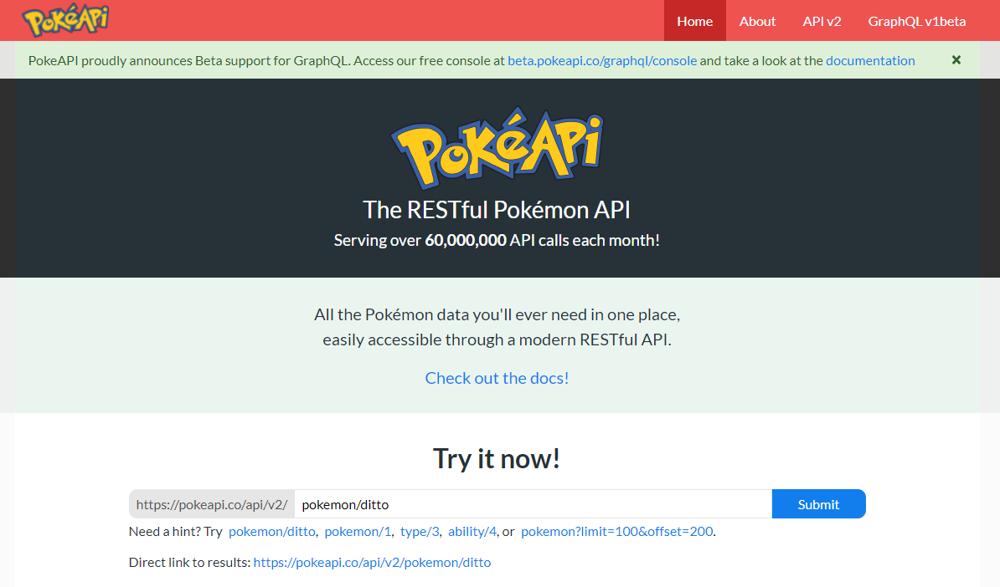 PokéAPi
Home About API v2 GraphQL v1beta
PokeAPI proudly announces Beta support for GraphQL. Access our free console at beta.pokeapi.co/graphql/console and take a look at the documentation ×
PokéAPi
The RESTful Pokémon API
Serving over 60,000,000 API calls each month!
All the Pokémon data you'll ever need in one place,
easily accessible through a modern RESTful API.
Check out the docs!
Try it now!
https://pokeapi.co/api/v2/ pokemon/ditto Submit
Need a hint? Try pokemon/ditto, pokemon/1, type/3, ability/4, or pokemon?limit=100&offset=200.
Direct link to results: https://pokeapi.co/api/v2/pokemon/ditto